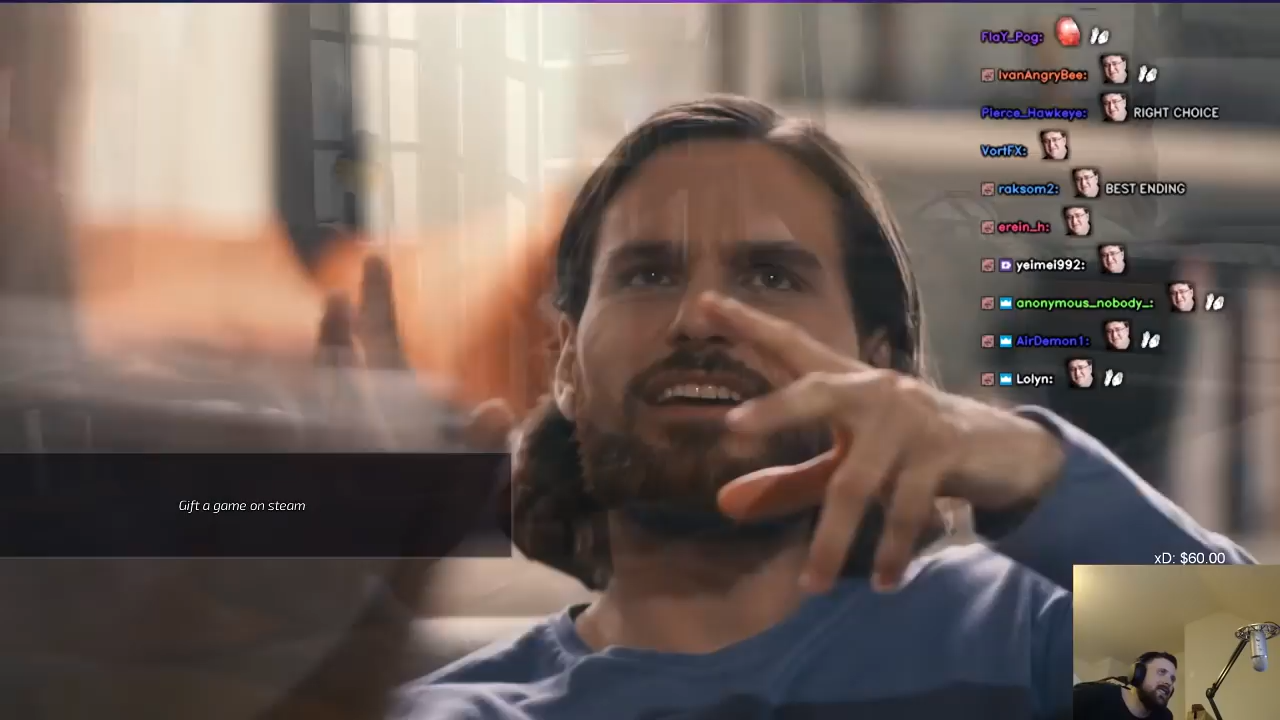 FlaY_Pog:
IvanAngryBee:
Pierce_Hawkeye: RIGHT CHOICE
VortFX:
raksom2: BEST ENDING
erein_h:
yeimei992:
anonymous_nobody_:
AirDemon1:
Lolyn:
Gift a game on steam
xD: $60.00